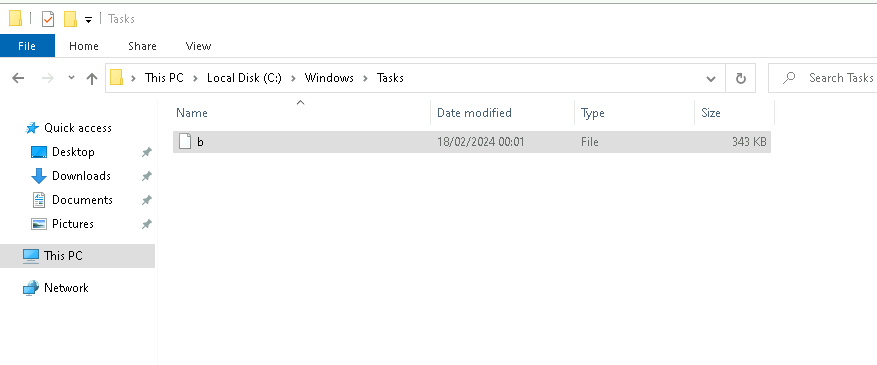 Tasks
File Home Share View
This PC Local Disk (C:) Windows Tasks Search Tasks
Name Date modified Type Size
Quick access
b 18/02/2024 00:01 File 343 KB
Desktop
Downloads
Documents
Pictures
This PC
Network